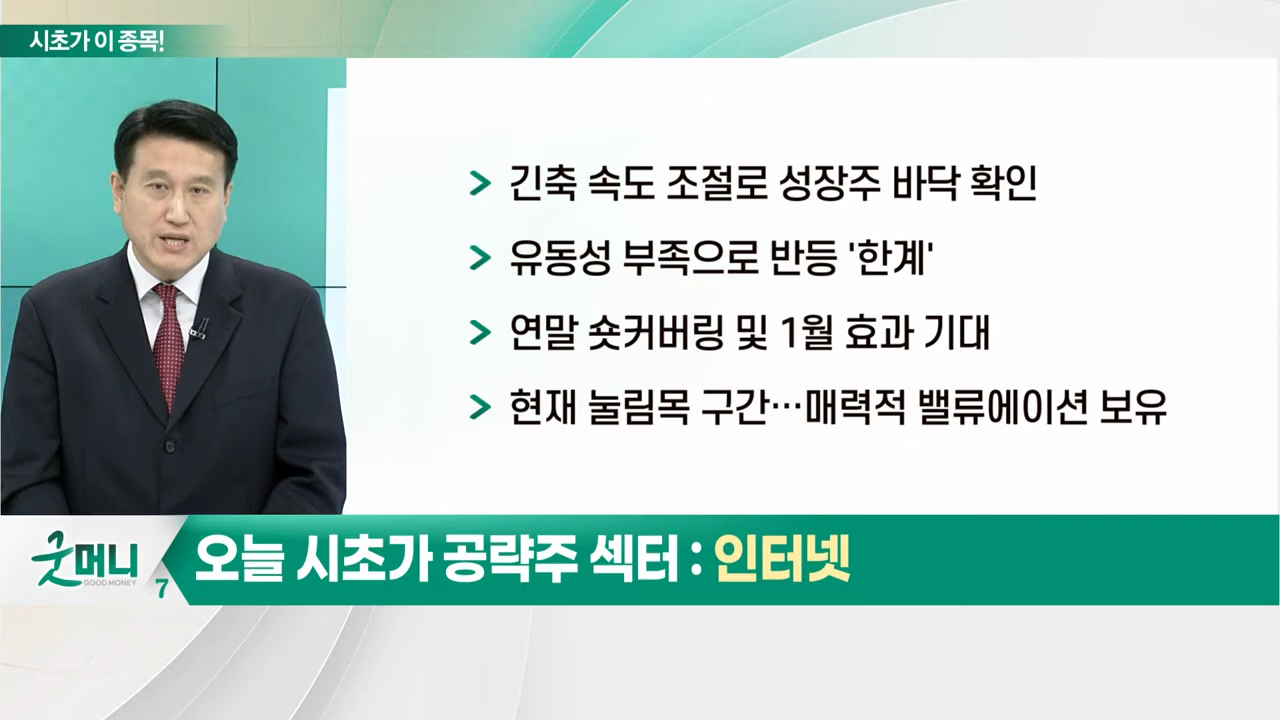 시초가 이 종목!
> 긴축 속도 조절로 성장주 바닥 확인
> 유동성 부족으로 반등 '한계'
> 연말 숏커버링 및 1월 효과 기대
> 현재 눌림목 구간…매력적 밸류에이션 보유
굿머니
GOOD MONEY
7
오늘 시초가 공략주 섹터 : 인터넷